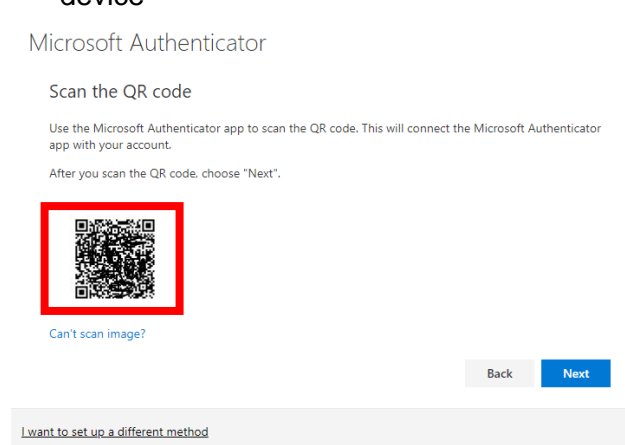 device
Microsoft Authenticator
Scan the QR code
Use the Microsoft Authenticator app to scan the QR code. This will connect the Microsoft Authenticator
app with your account.
After you scan the QR code, choose "Next".
Can't scan image?
Back Next
I want to set up a different method